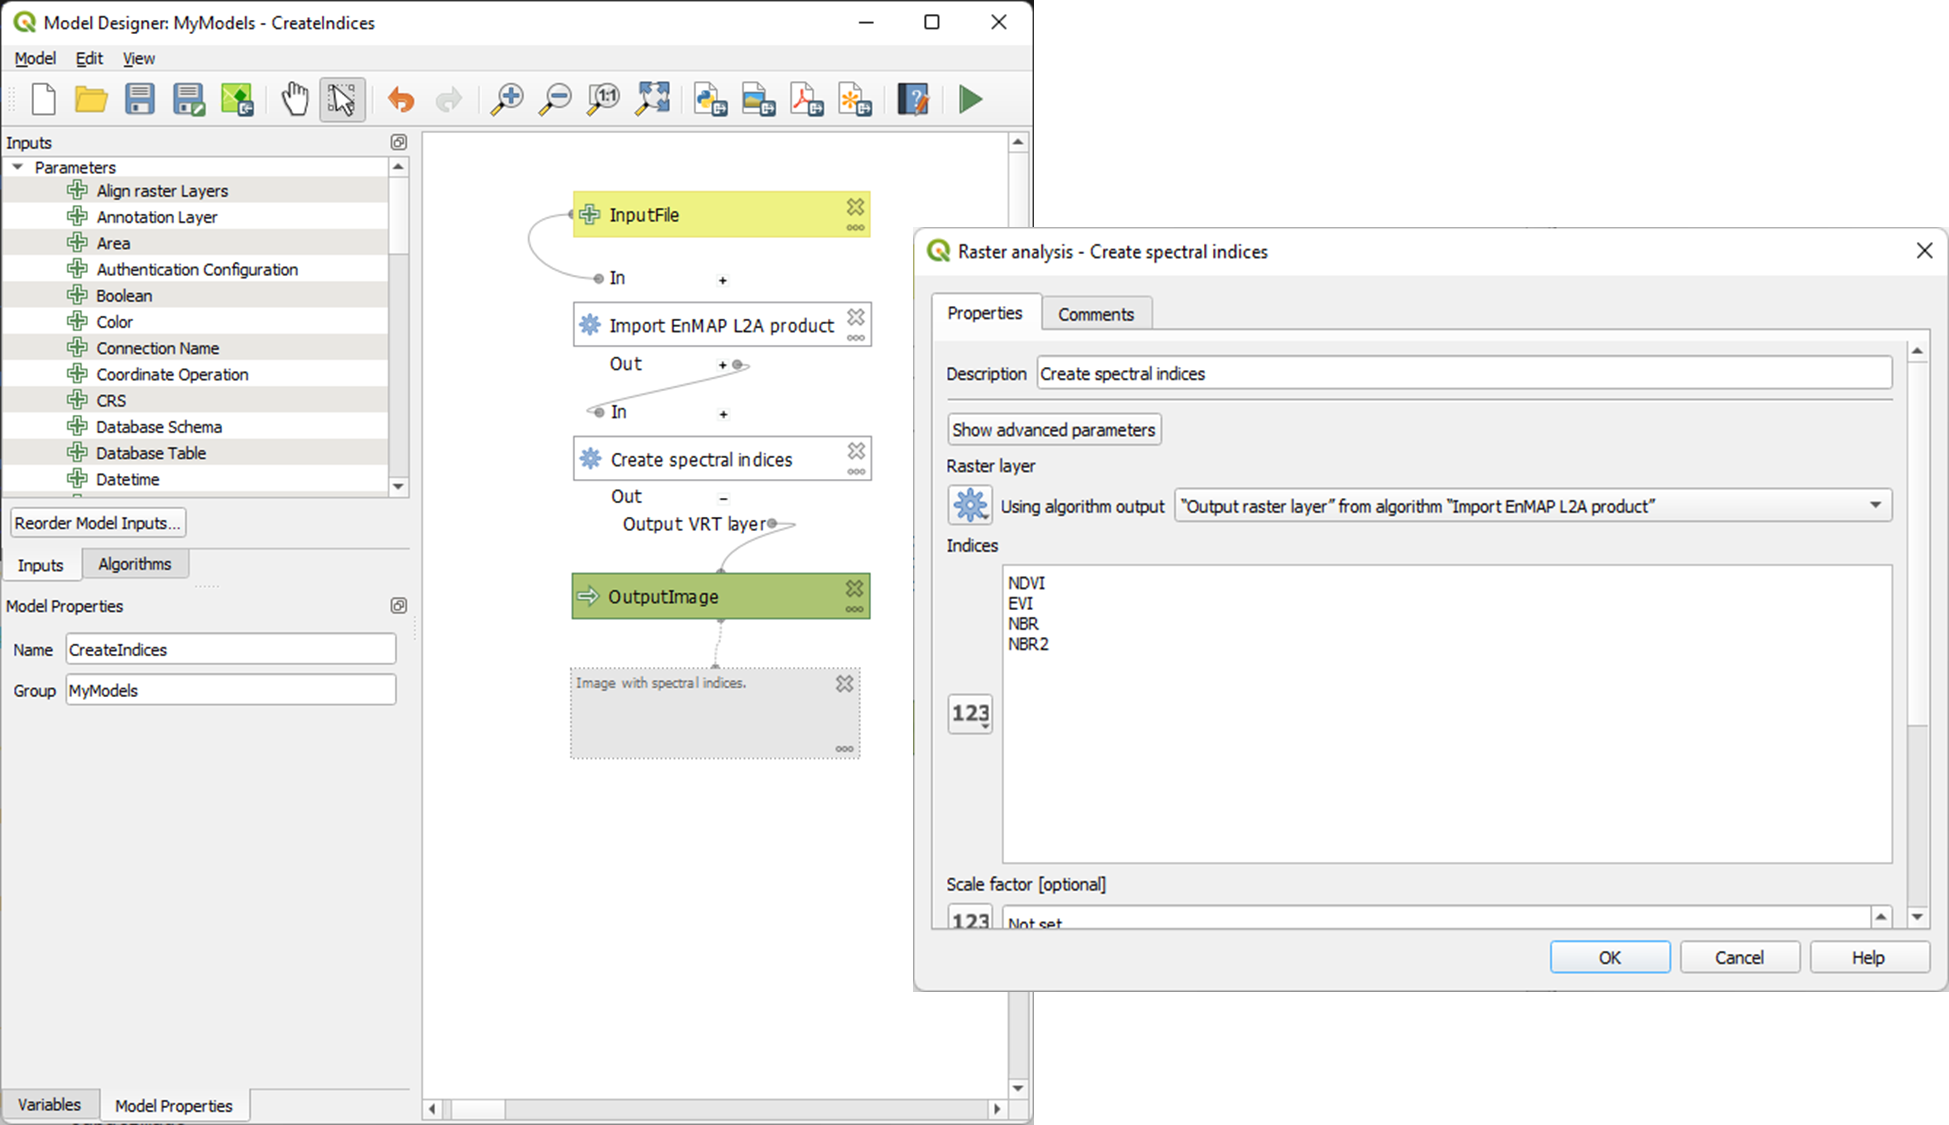 Model Designer: MyModels - CreateIndices
Model Edit View
Inputs
Parameters
Align raster Layers
Annotation Layer
Area
Authentication Configuration
Boolean
Color
Connection Name
Coordinate Operation
CRS
Database Schema
Database Table
Datetime
Reorder Model Inputs...
Inputs Algorithms
Model Properties
Name CreateIndices
Group MyModels
Variables Model Properties
InputFile
In +
Import EnMAP L2A product
Out +
In +
Create spectral indices
Out −
Output VRT layer
OutputImage
Image with spectral indices.
Raster analysis - Create spectral indices
Properties Comments
Description Create spectral indices
Show advanced parameters
Raster layer
Using algorithm output “Output raster layer” from algorithm “Import EnMAP L2A product”
Indices
NDVI
EVI
NBR
NBR2
123
Scale factor [optional]
123 Not set
OK Cancel Help